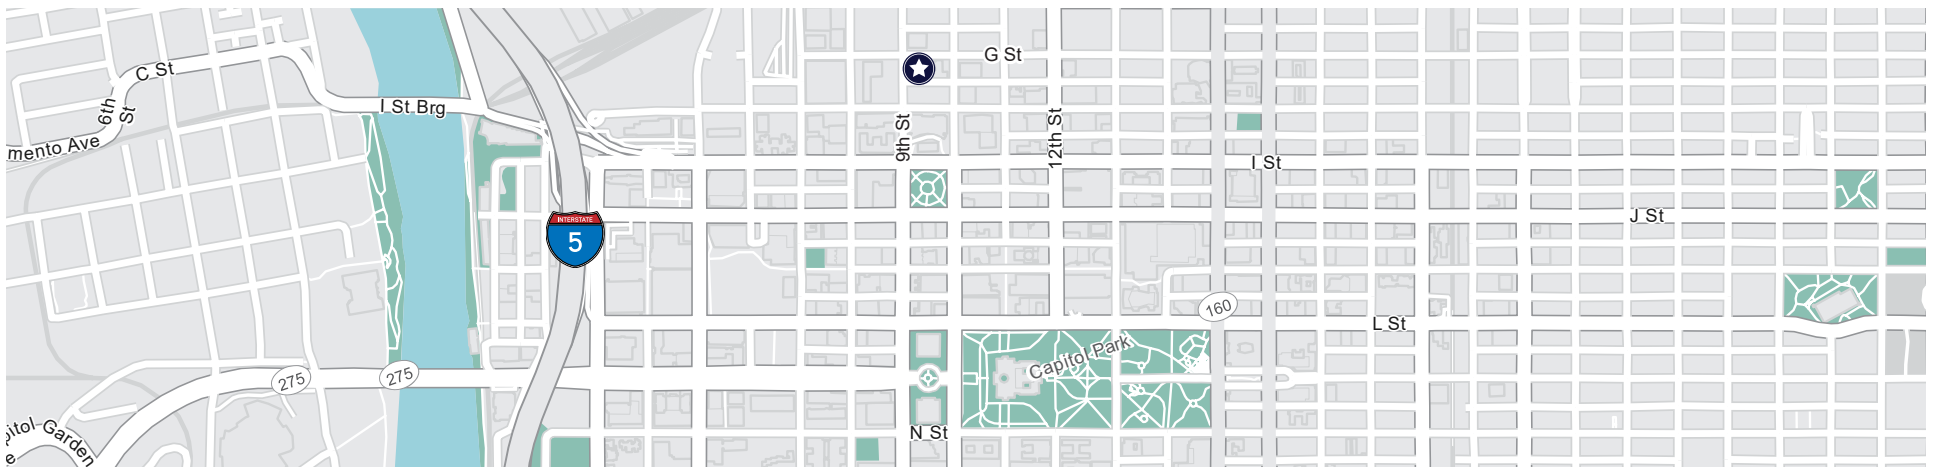 G St
C St
6th
St
I St Brg
mento Ave
9th St
12th St
I St
J St
INTERSTATE
5
160
L St
Capitol Park
275
275
N St
pitol Garden
e